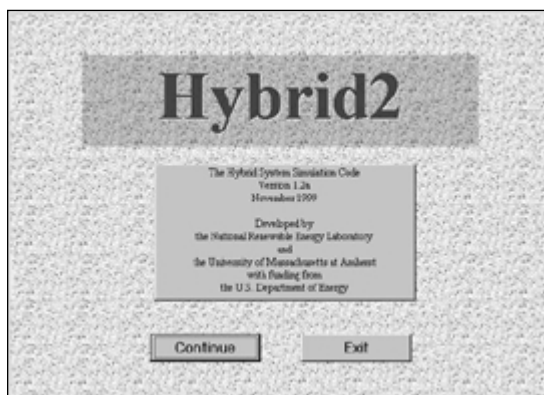 Hybrid2
The Hybrid System Simulation Code
Version 1.2a
November 1999
Developed by
the National Renewable Energy Laboratory
and
the University of Massachusetts at Amherst
with funding from
the U.S. Department of Energy
Continue
Exit